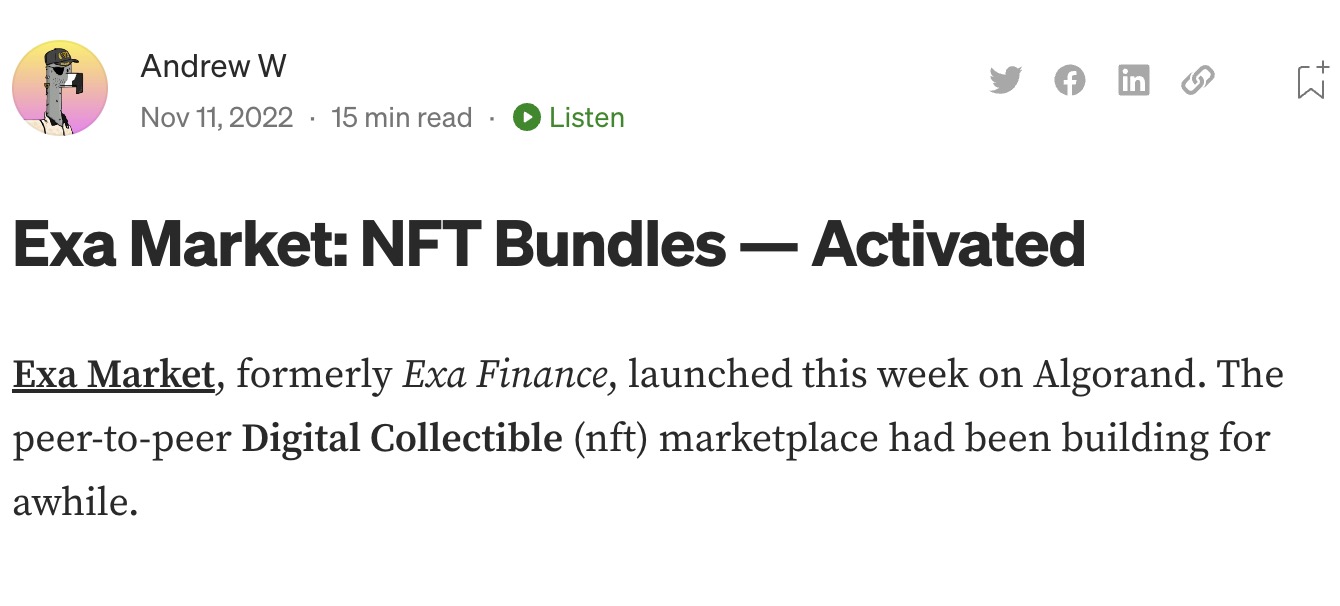 Andrew W
Nov 11, 2022 · 15 min read · Listen
Exa Market: NFT Bundles — Activated
Exa Market, formerly Exa Finance, launched this week on Algorand. The
peer-to-peer Digital Collectible (nft) marketplace had been building for
awhile.